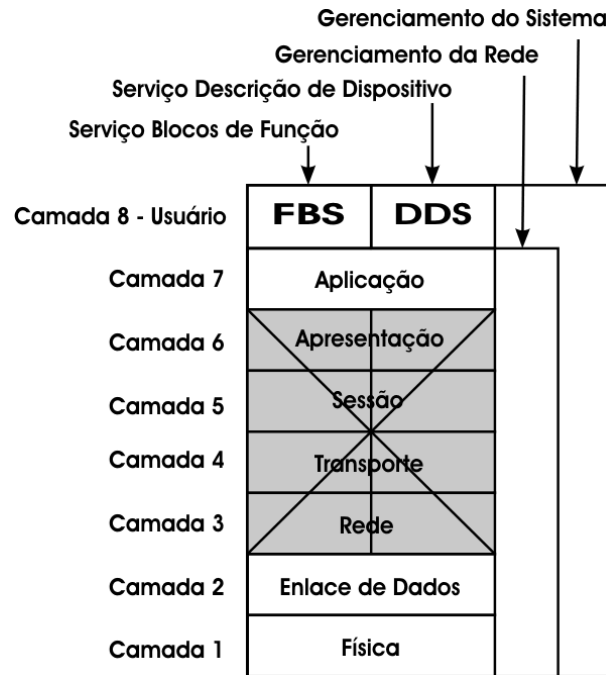 Gerenciamento do Sistema
Gerenciamento da Rede
Serviço Descrição de Dispositivo
Serviço Blocos de Função
Camada 8 - Usuário FBS DDS
Camada 7 Aplicação
Camada 6 Apresentação
Camada 5 Sessão
Camada 4 Transporte
Camada 3 Rede
Camada 2 Enlace de Dados
Camada 1 Física